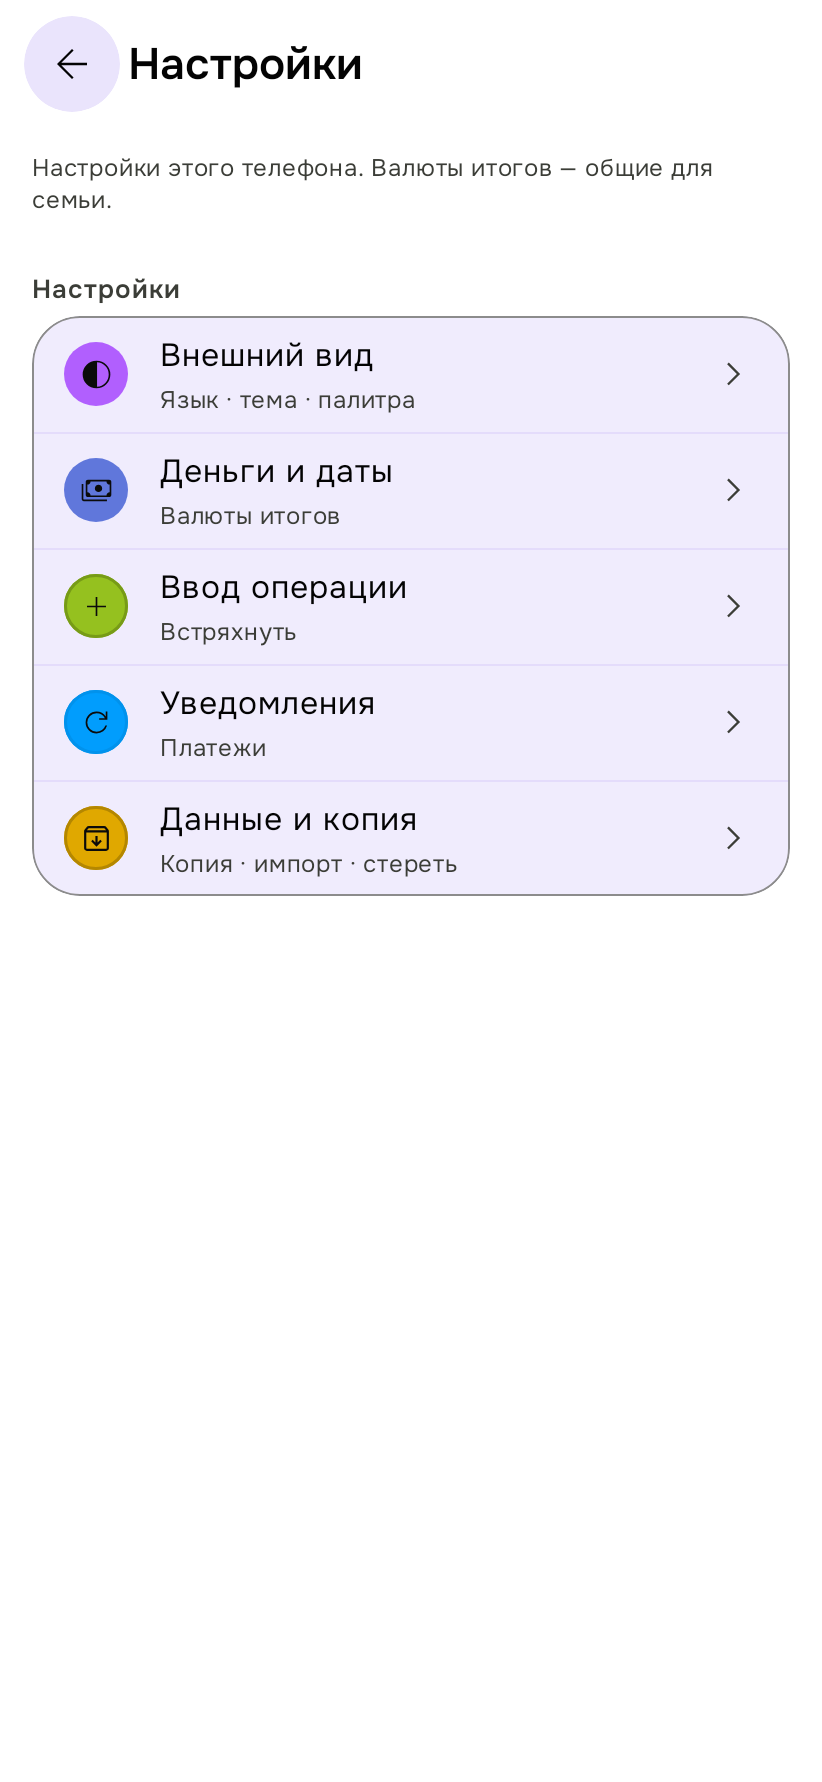 Настройки
Настройки этого телефона. Валюты итогов — общие для
семьи.
Настройки
Внешний вид
Язык · тема · палитра
Деньги и даты
Валюты итогов
Ввод операции
Встряхнуть
Уведомления
Платежи
Данные и копия
Копия · импорт · стереть